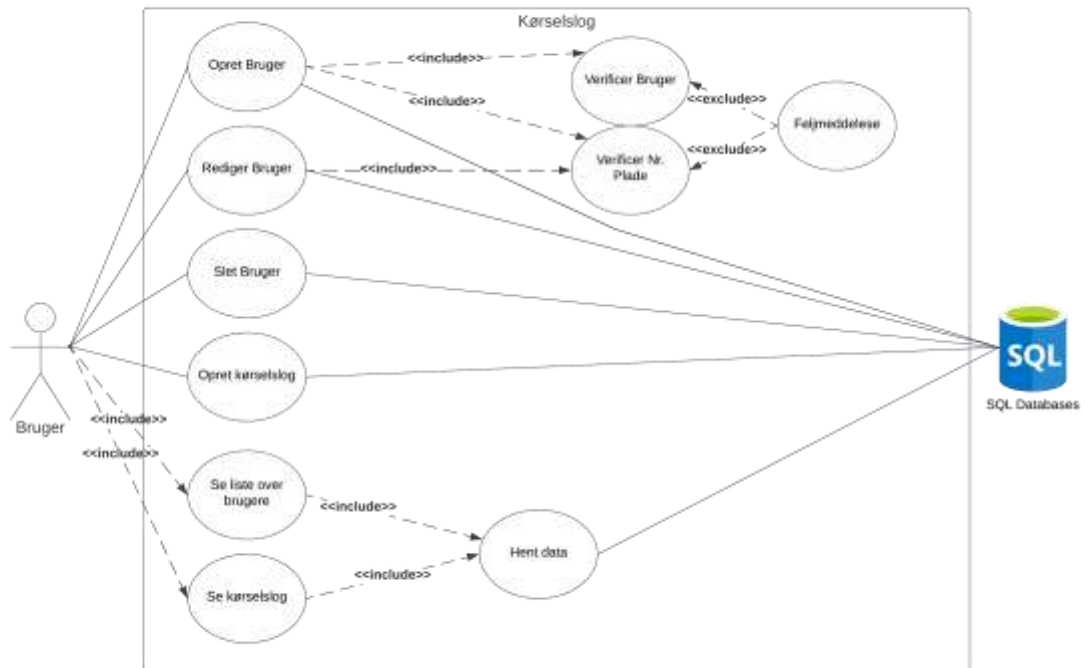 Kørselslog
Opret Bruger
<<include>>
Verificer Bruger
<<include>>
<<exclude>>
Fejlmeddelese
Rediger Bruger
<<include>>
Verificer Nr.
Plade
<<exclude>>
Slet Bruger
SQL
SQL Databases
Opret kørselslog
Bruger
<<include>>
<<include>>
Se liste over
brugere
<<include>>
Hent data
<<include>>
Se kørselslog